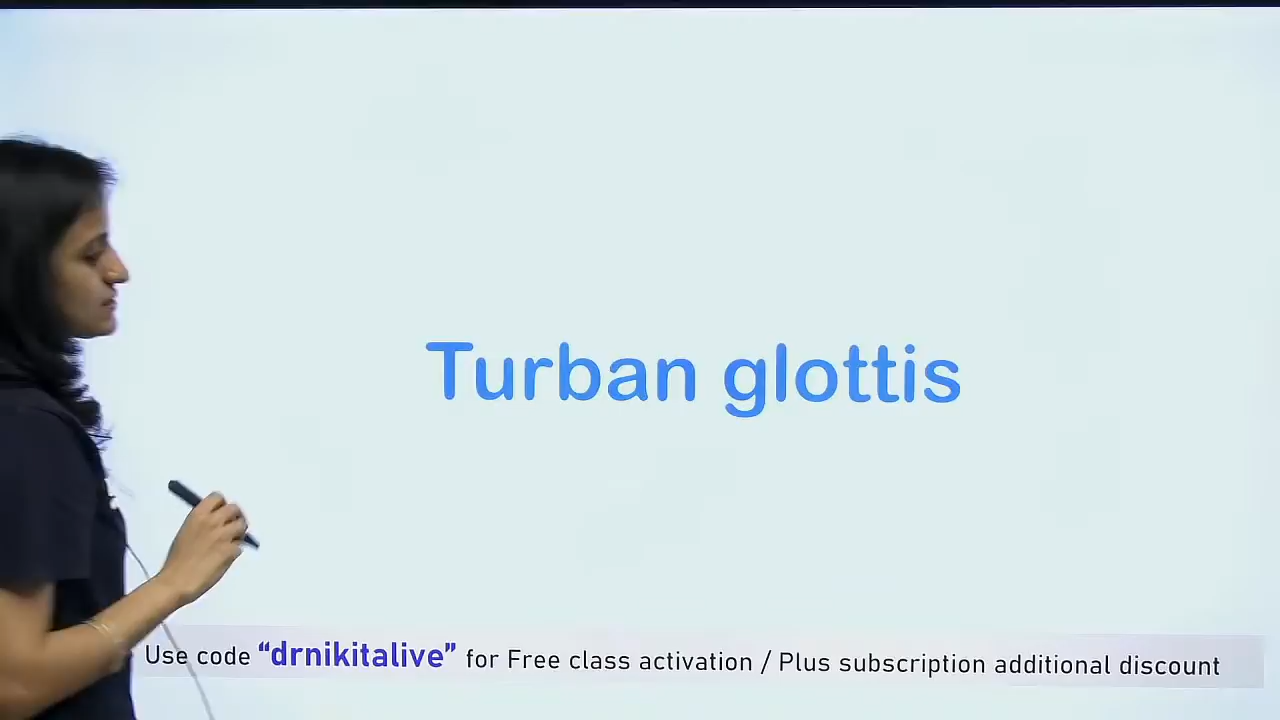 Turban glottis
Use code “drnikitalive” for Free class activation / Plus subscription additional discount